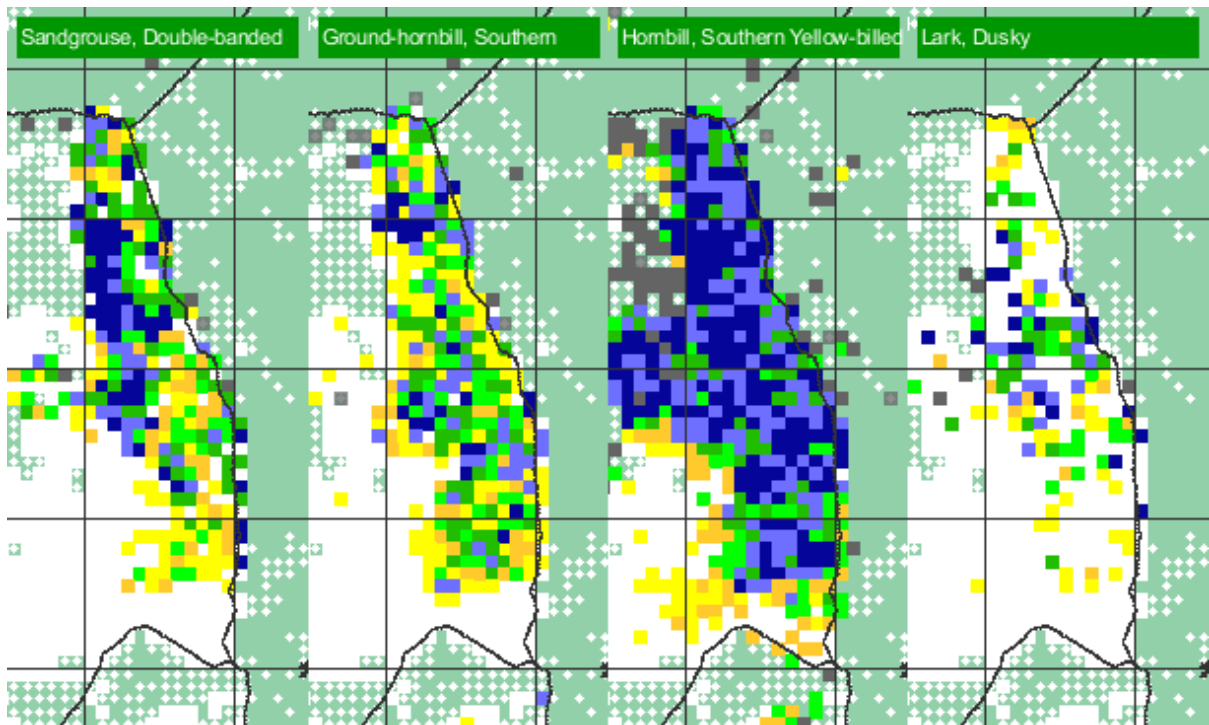 Sandgrouse, Double-banded
Ground-hornbill, Southern
Hornbill, Southern Yellow-billed
Lark, Dusky